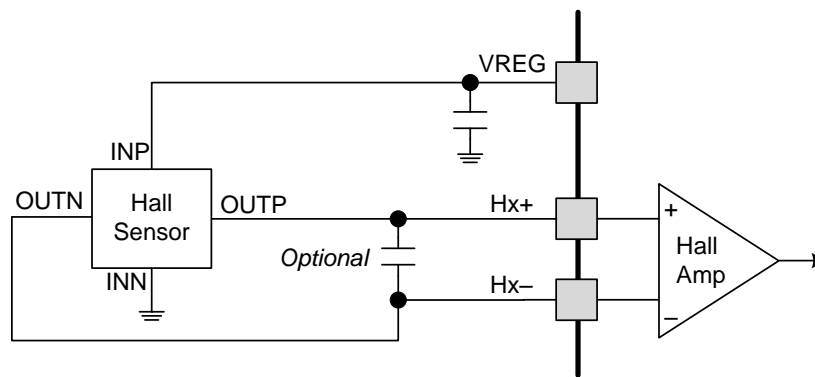 VREG
INP
OUTN
Hall
Sensor
OUTP
INN
Optional
Hx+
Hx–
+
Hall
Amp
–